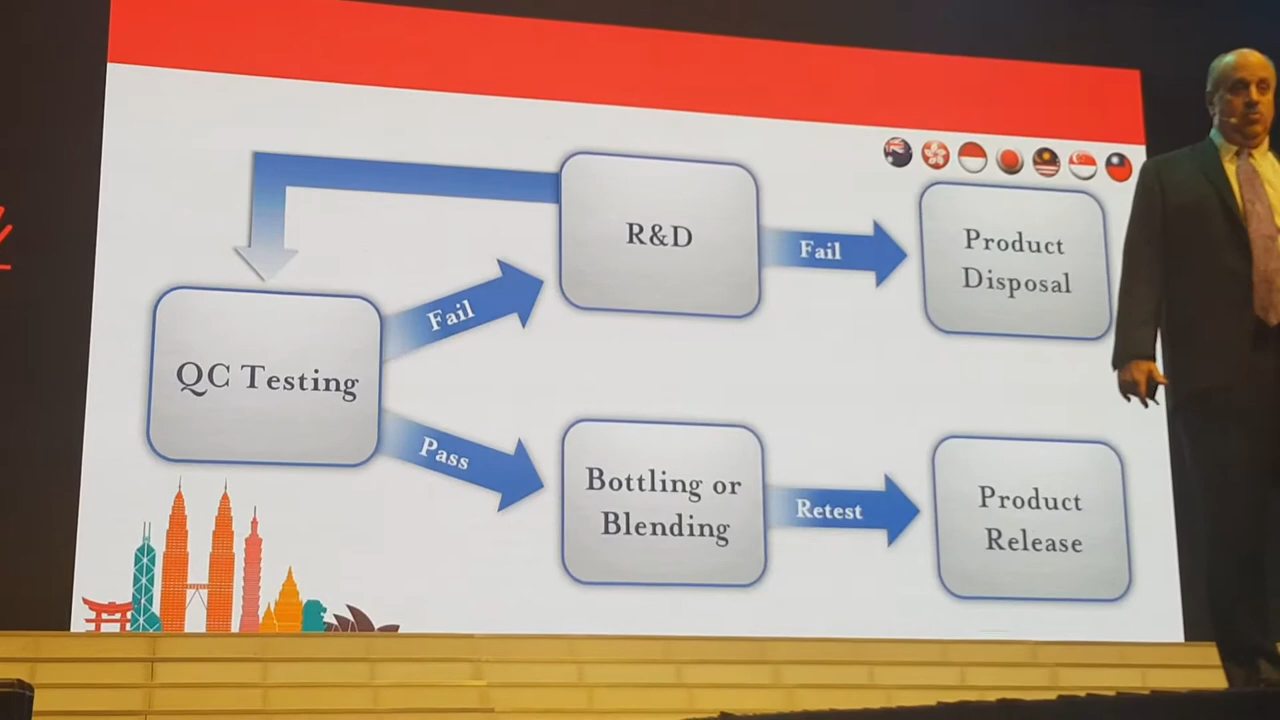 R&D
Fail
Product
Disposal
QC Testing
Fail
Pass
Bottling or
Blending
Retest
Product
Release